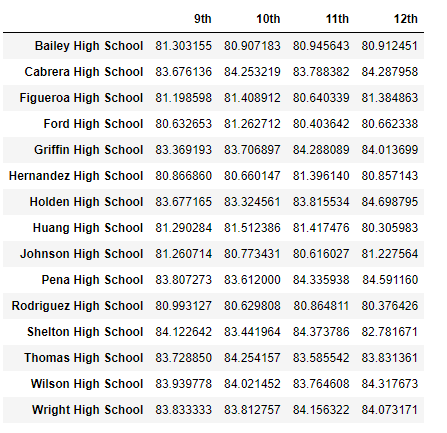 9th 10th 11th 12th
Bailey High School 81.303155 80.907183 80.945643 80.912451
Cabrera High School 83.676136 84.253219 83.788382 84.287958
Figueroa High School 81.198598 81.408912 80.640339 81.384863
Ford High School 80.632653 81.262712 80.403642 80.662338
Griffin High School 83.369193 83.706897 84.288089 84.013699
Hernandez High School 80.866860 80.660147 81.396140 80.857143
Holden High School 83.677165 83.324561 83.815534 84.698795
Huang High School 81.290284 81.512386 81.417476 80.305983
Johnson High School 81.260714 80.773431 80.616027 81.227564
Pena High School 83.807273 83.612000 84.335938 84.591160
Rodriguez High School 80.993127 80.629808 80.864811 80.376426
Shelton High School 84.122642 83.441964 84.373786 82.781671
Thomas High School 83.728850 84.254157 83.585542 83.831361
Wilson High School 83.939778 84.021452 83.764608 84.317673
Wright High School 83.833333 83.812757 84.156322 84.073171